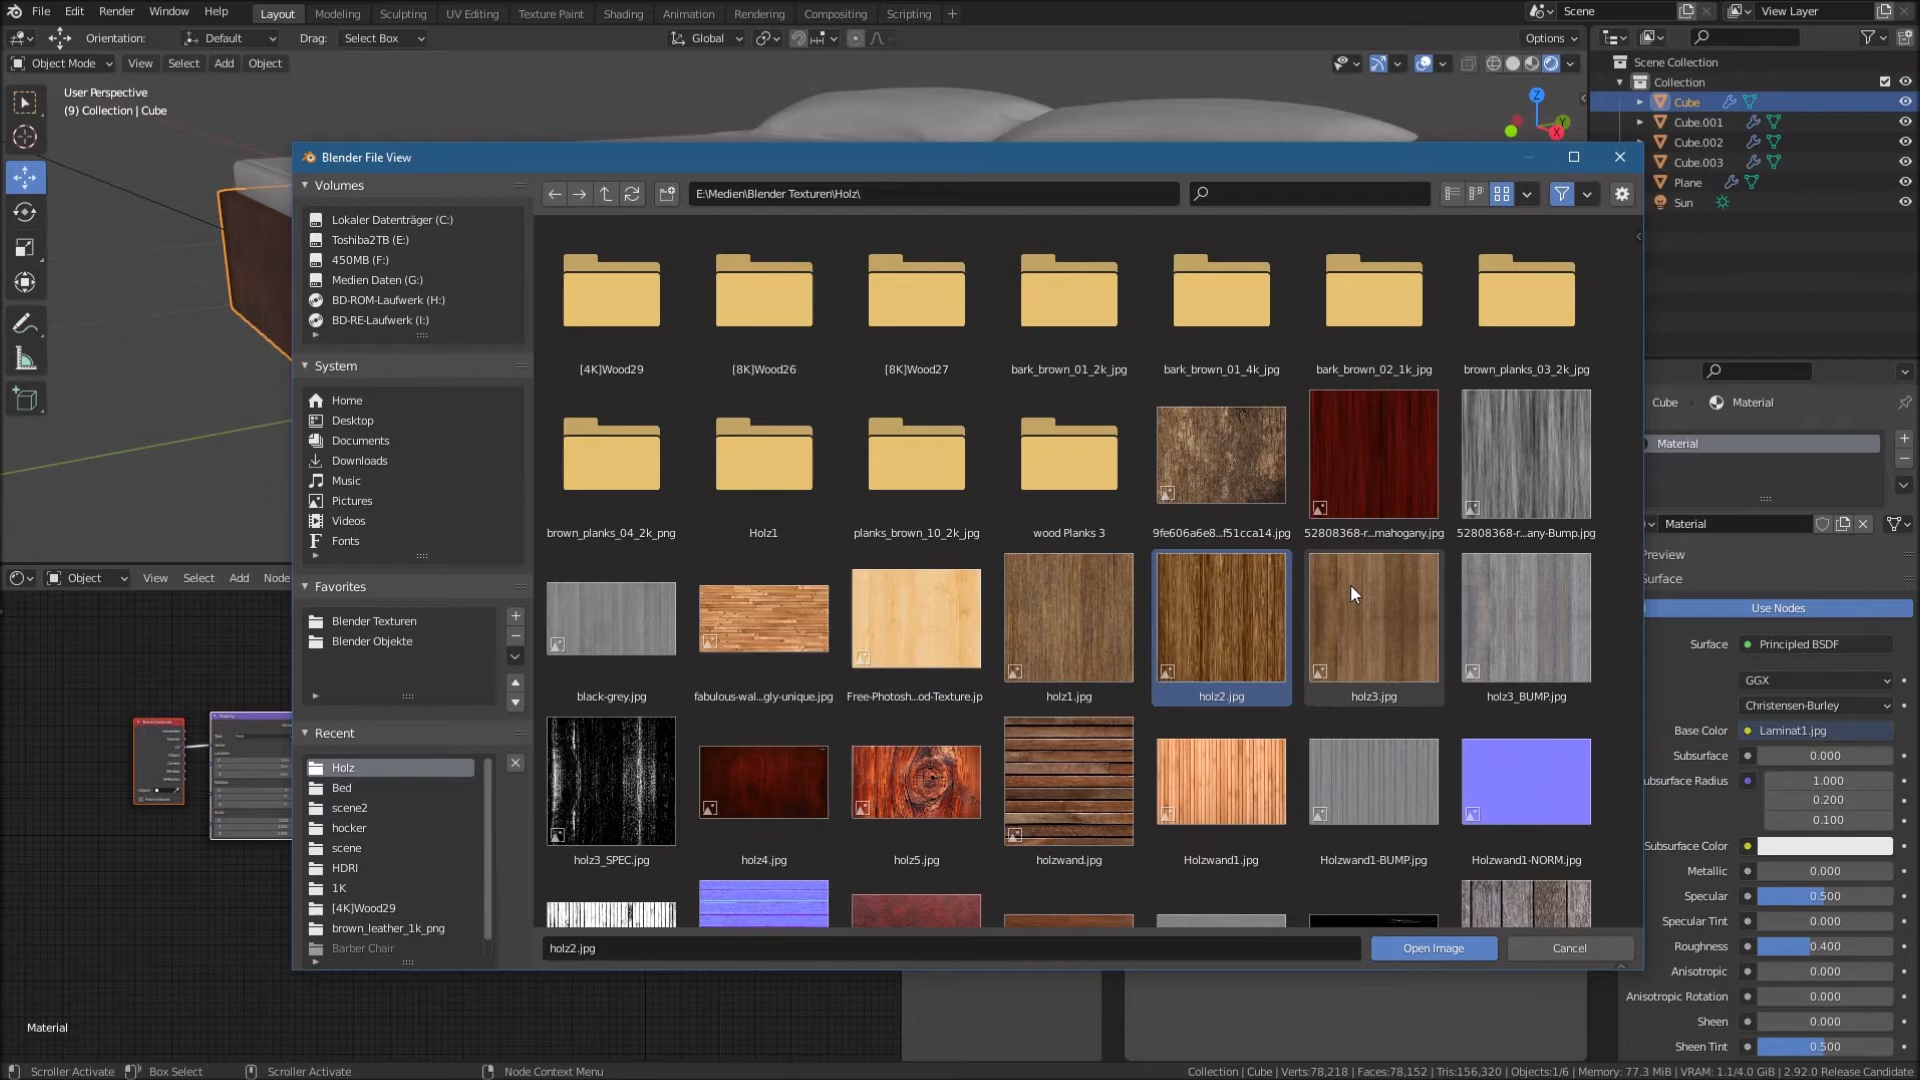 File Edit Render Window Help Layout Modeling Sculpting UV Editing Texture Paint Shading Animation Rendering Compositing Scripting + Scene View Layer
Orientation: Default Drag: Select Box Global Options
Object Mode View Select Add Object
User Perspective
(9) Collection | Cube
Scene Collection
Collection
Cube
Cube.001
Cube.002
Cube.003
Plane
Sun
Blender File View
Volumes
Lokaler Datenträger (C:)
Toshiba2TB (E:)
450MB (F:)
Medien Daten (G:)
BD-ROM-Laufwerk (H:)
BD-RE-Laufwerk (I:)
System
Home
Desktop
Documents
Downloads
Music
Pictures
Videos
Fonts
Favorites
Blender Texturen
Blender Objekte
Recent
Holz
Bed
scene2
hocker
scene
HDRI
1K
[4K]Wood29
brown_leather_1k_png
Barber Chair
E:\Medien\Blender Texturen\Holz\
[4K]Wood29 [8K]Wood26 [8K]Wood27 bark_brown_01_2k_jpg bark_brown_01_4k_jpg bark_brown_02_1k_jpg brown_planks_03_2k_jpg
brown_planks_04_2k_png Holz1 planks_brown_10_2k_jpg wood Planks 3 9fe606a6e8...f51cca14.jpg 52808368-r...mahogany.jpg 52808368-r...any-Bump.jpg
black-grey.jpg fabulous-wal...gly-unique.jpg Free-Photosh...od-Texture.jp holz1.jpg holz2.jpg holz3.jpg holz3_BUMP.jpg
holz3_SPEC.jpg holz4.jpg holz5.jpg holzwand.jpg Holzwand1.jpg Holzwand1-BUMP.jpg Holzwand1-NORM.jpg
holz2.jpg Open Image Cancel
Object View Select Add Node
Material
Cube Material
Material
Material
Preview
Surface
Use Nodes
Surface Principled BSDF
GGX
Christensen-Burley
Base Color Laminat1.jpg
Subsurface 0.000
ubsurface Radius 1.000
0.200
0.100
Subsurface Color
Metallic 0.000
Specular 0.500
Specular Tint 0.000
Roughness 0.400
Anisotropic 0.000
Anisotropic Rotation 0.000
Sheen 0.000
Sheen Tint 0.500
Scroller Activate Box Select Scroller Activate Node Context Menu Collection | Cube | Verts:78,218 | Faces:78,152 | Tris:156,320 | Objects:1/6 | Memory: 77.3 MiB | VRAM: 1.1/4.0 GiB | 2.92.0 Release Candidate